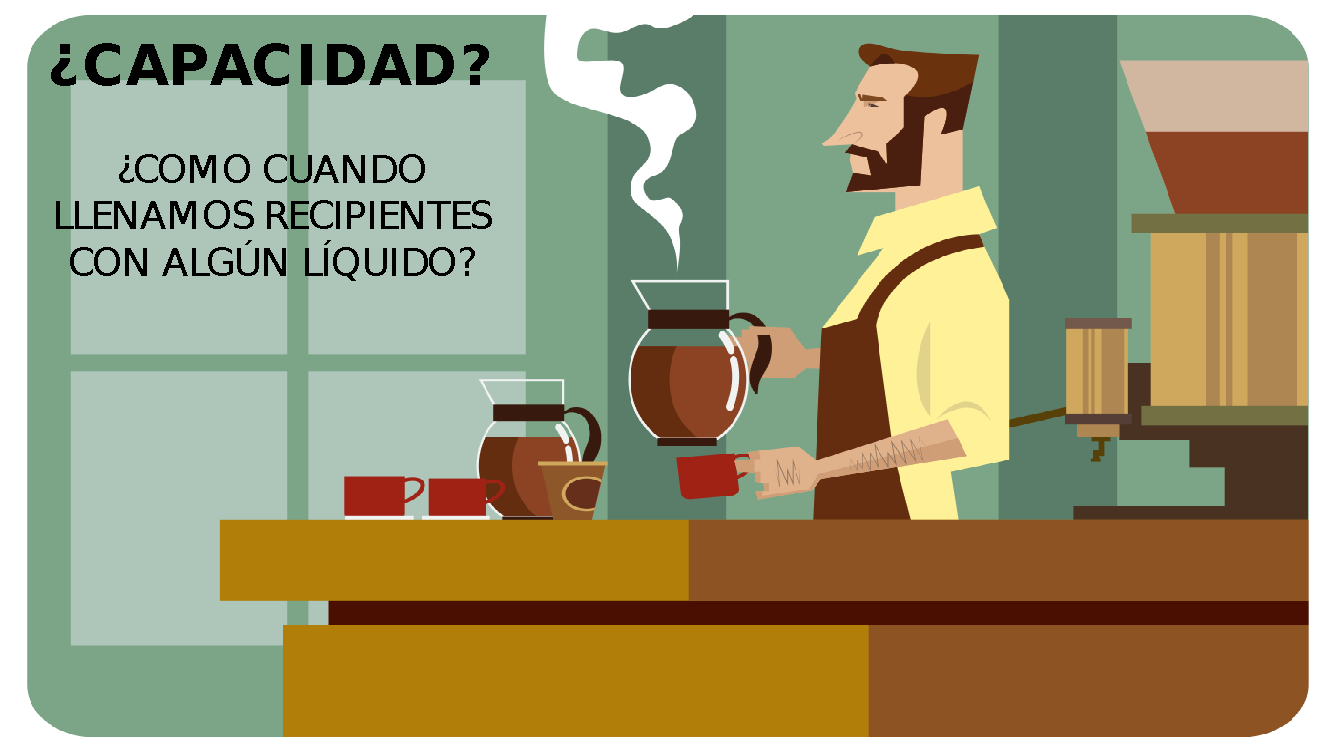 ¿CAPACIDAD?
¿COMO CUANDO
LLENAMOS RECIPIENTES
CON ALGÚN LÍQUIDO?